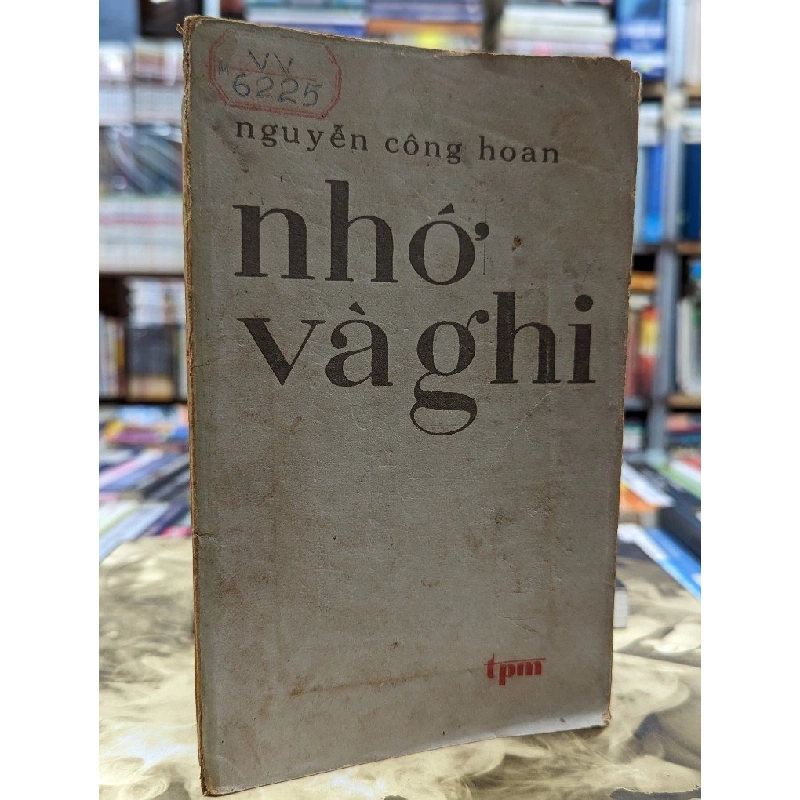 VV
6225
nguyễn công hoan
nhớ
và ghi
tpm